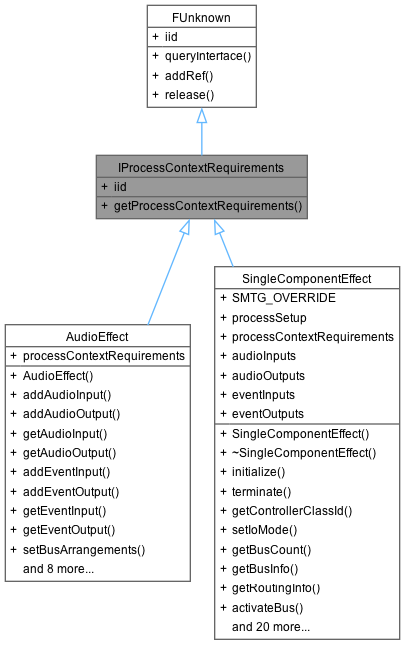 FUnknown
+ iid
+ queryInterface()
+ addRef()
+ release()
IProcessContextRequirements
+ iid
+ getProcessContextRequirements()
AudioEffect
+ processContextRequirements
+ AudioEffect()
+ addAudioInput()
+ addAudioOutput()
+ getAudioInput()
+ getAudioOutput()
+ addEventInput()
+ addEventOutput()
+ getEventInput()
+ getEventOutput()
+ setBusArrangements()
and 8 more...
SingleComponentEffect
+ SMTG_OVERRIDE
+ processSetup
+ processContextRequirements
+ audioInputs
+ audioOutputs
+ eventInputs
+ eventOutputs
+ SingleComponentEffect()
+ ~SingleComponentEffect()
+ initialize()
+ terminate()
+ getControllerClassId()
+ setIoMode()
+ getBusCount()
+ getBusInfo()
+ getRoutingInfo()
+ activateBus()
and 20 more...